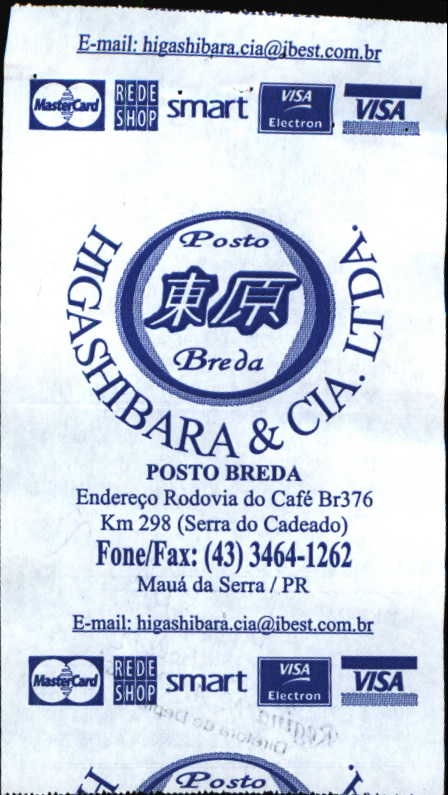 E-mail: higashibara.cia@ibest.com.br
MasterCard REDE SHOP smart VISA Electron VISA
Posto
東原
Breda
HIGASHIBARA & CIA. LTDA.
POSTO BREDA
Endereço Rodovia do Café Br376
Km 298 (Serra do Cadeado)
Fone/Fax: (43) 3464-1262
Mauá da Serra / PR
E-mail: higashibara.cia@ibest.com.br
MasterCard REDE SHOP smart VISA Electron VISA
Regina
Posto